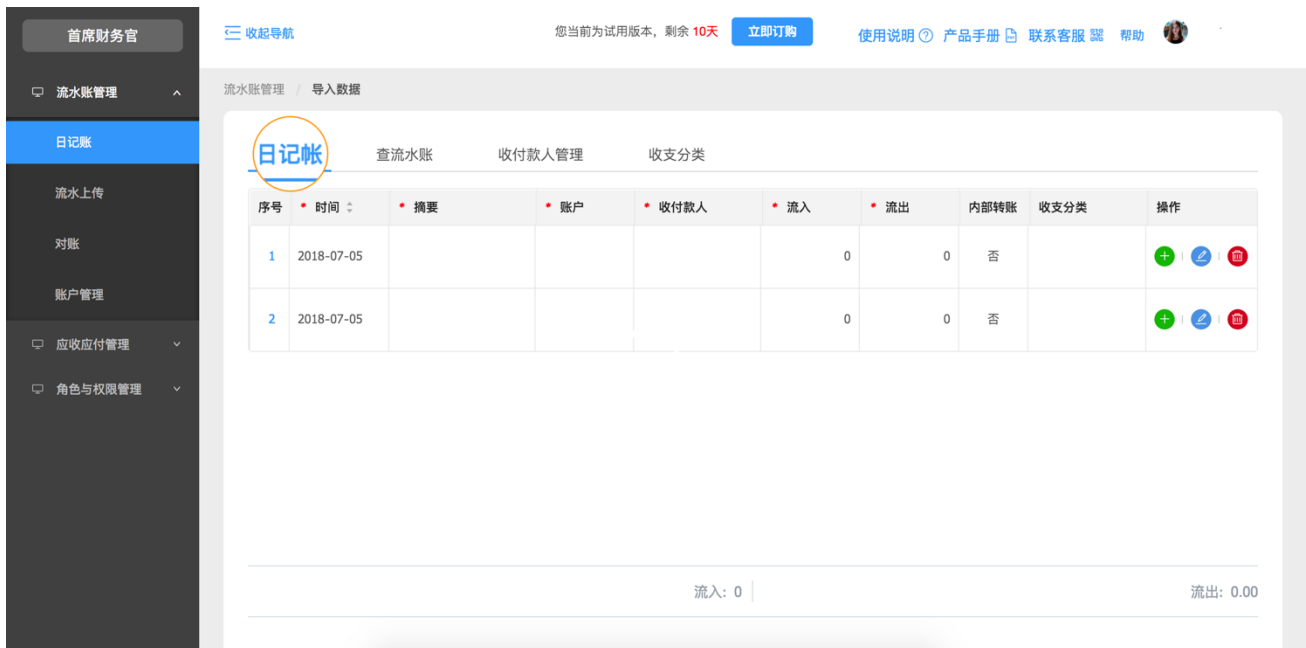 首席财务官
收起导航
您当前为试用版本，剩余 10天
立即订购
使用说明 产品手册 联系客服 帮助
流水账管理
日记账
流水上传
对账
账户管理
应收应付管理
角色与权限管理
流水账管理 / 导入数据
日记帐 查流水账 收付款人管理 收支分类
序号 * 时间 * 摘要 * 账户 * 收付款人 * 流入 * 流出 内部转账 收支分类 操作
1 2018-07-05 0 0 否
2 2018-07-05 0 0 否
流入: 0 流出: 0.00